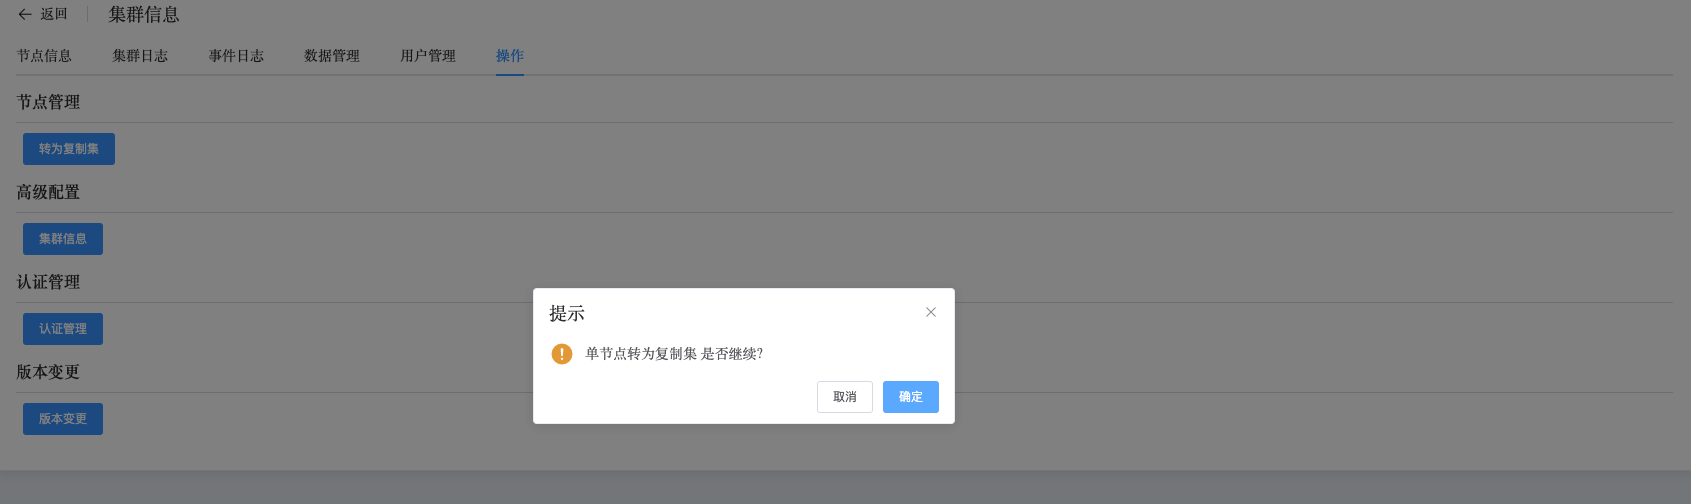 返回 集群信息
节点信息 集群日志 事件日志 数据管理 用户管理 操作
节点管理
转为复制集
高级配置
集群信息
认证管理
认证管理
版本变更
版本变更
提示
单节点转为复制集 是否继续?
取消 确定